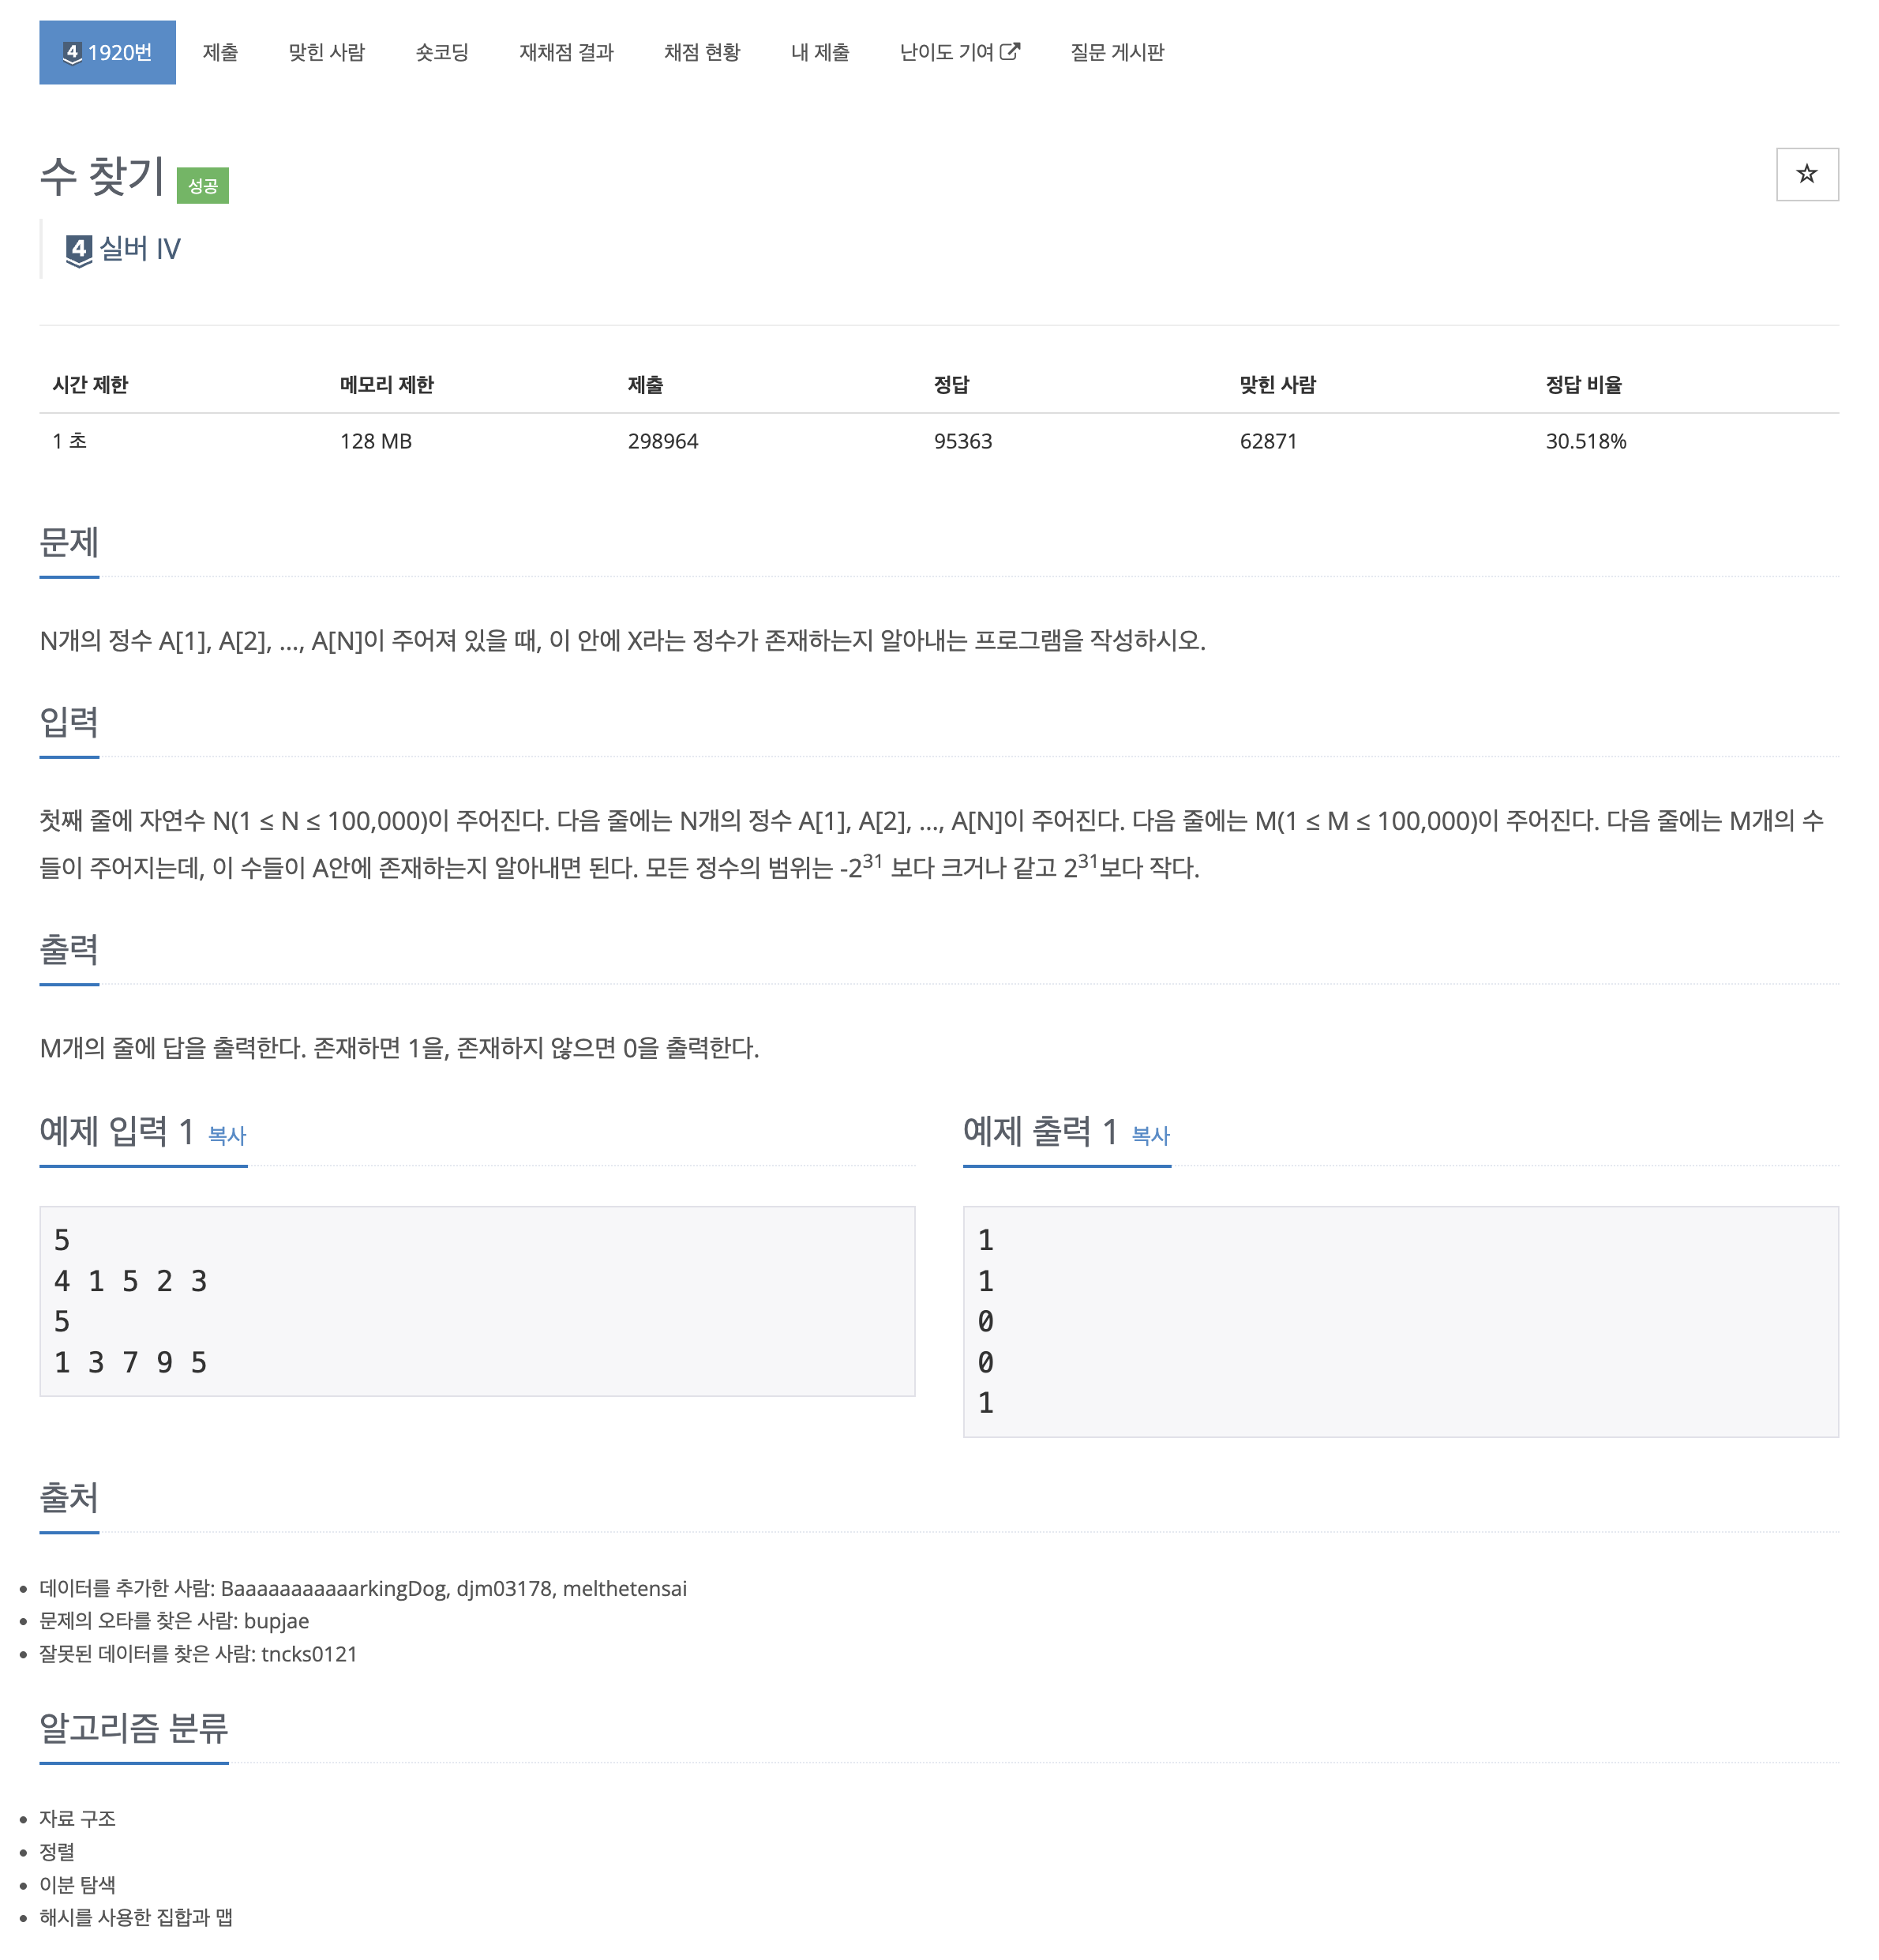 4 1920번 제출 맞힌 사람 숏코딩 재채점 결과 채점 현황 내 제출 난이도 기여 질문 게시판
수 찾기 성공
4 실버 IV
시간 제한 메모리 제한 제출 정답 맞힌 사람 정답 비율
1 초 128 MB 298964 95363 62871 30.518%
문제
N개의 정수 A[1], A[2], …, A[N]이 주어져 있을 때, 이 안에 X라는 정수가 존재하는지 알아내는 프로그램을 작성하시오.
입력
첫째 줄에 자연수 N(1 ≤ N ≤ 100,000)이 주어진다. 다음 줄에는 N개의 정수 A[1], A[2], …, A[N]이 주어진다. 다음 줄에는 M(1 ≤ M ≤ 100,000)이 주어진다. 다음 줄에는 M개의 수
들이 주어지는데, 이 수들이 A안에 존재하는지 알아내면 된다. 모든 정수의 범위는 -2³¹ 보다 크거나 같고 2³¹보다 작다.
출력
M개의 줄에 답을 출력한다. 존재하면 1을, 존재하지 않으면 0을 출력한다.
예제 입력 1 복사
5
4 1 5 2 3
5
1 3 7 9 5
예제 출력 1 복사
1
1
0
0
1
출처
• 데이터를 추가한 사람: BaaaaaaaaaaarkingDog, djm03178, melthetensai
• 문제의 오타를 찾은 사람: bupjae
• 잘못된 데이터를 찾은 사람: tncks0121
알고리즘 분류
• 자료 구조
• 정렬
• 이분 탐색
• 해시를 사용한 집합과 맵